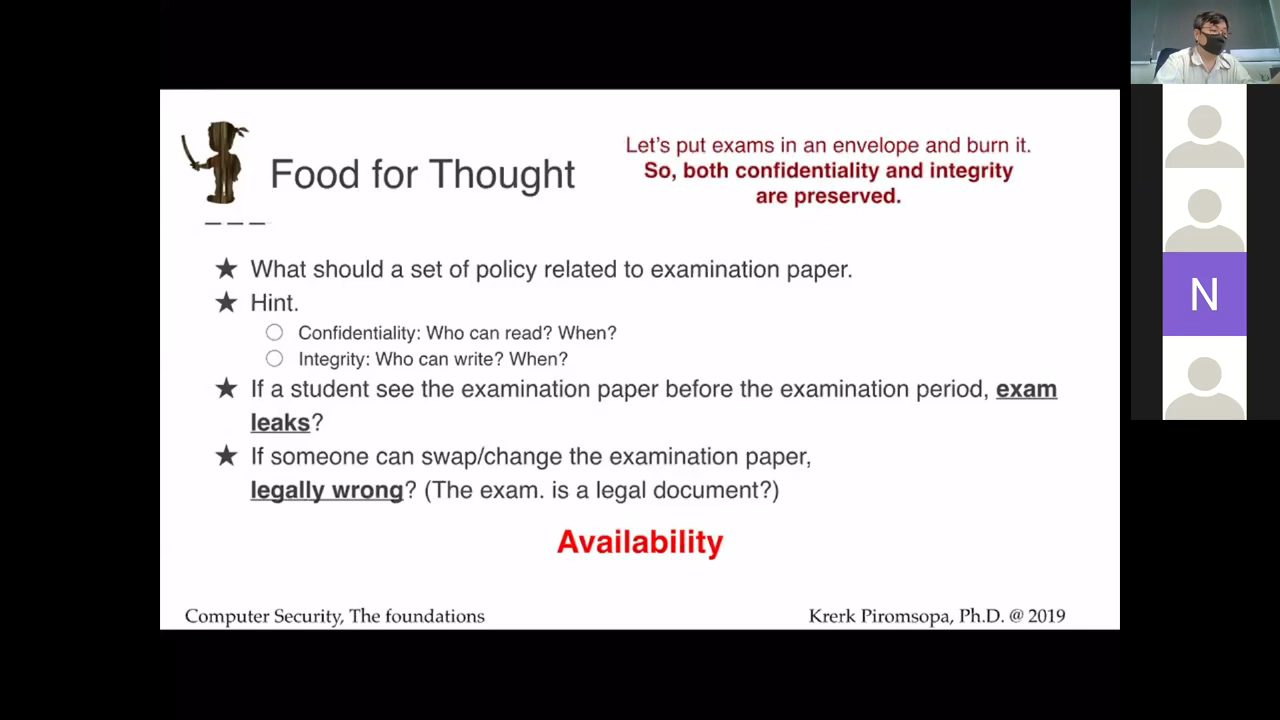 Food for Thought
Let's put exams in an envelope and burn it.
So, both confidentiality and integrity
are preserved.
What should a set of policy related to examination paper.
Hint.
Confidentiality: Who can read? When?
Integrity: Who can write? When?
If a student see the examination paper before the examination period, exam
leaks?
If someone can swap/change the examination paper,
legally wrong? (The exam. is a legal document?)
Availability
Computer Security, The foundations
Krerk Piromsopa, Ph.D. @ 2019
N